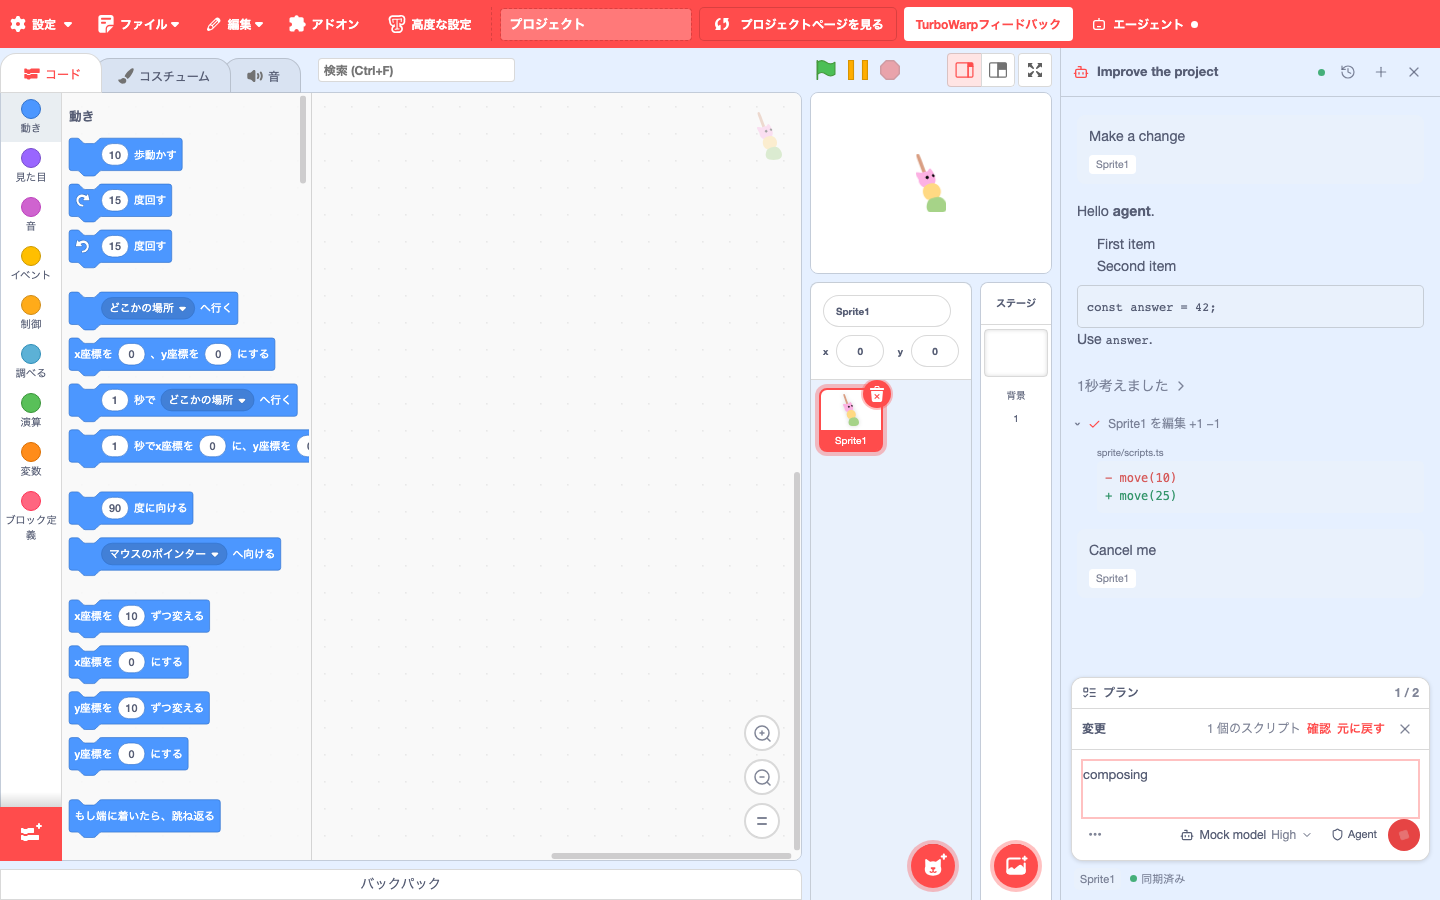 設定
ファイル
編集
アドオン
高度な設定
プロジェクト
プロジェクトページを見る
TurboWarpフィードバック
エージェント
コード
コスチューム
音
検索 (Ctrl+F)
動き
見た目
音
イベント
制御
調べる
演算
変数
ブロック定義
動き
10 歩動かす
15 度回す
15 度回す
どこかの場所 へ行く
x座標を 0 、y座標を 0 にする
1 秒で どこかの場所 へ行く
1 秒でx座標を 0 に、y座標を
90 度に向ける
マウスのポインター へ向ける
x座標を 10 ずつ変える
x座標を 0 にする
y座標を 10 ずつ変える
y座標を 0 にする
もし端に着いたら、跳ね返る
バックパック
Sprite1
x 0 y 0
Sprite1
ステージ
背景
1
Improve the project
Make a change
Sprite1
Hello agent.
First item
Second item
const answer = 42;
Use answer.
1秒考えました
Sprite1 を編集 +1 −1
sprite/scripts.ts
− move(10)
+ move(25)
Cancel me
Sprite1
プラン 1 / 2
変更 1 個のスクリプト 確認 元に戻す
composing
Mock model High Agent
Sprite1 同期済み